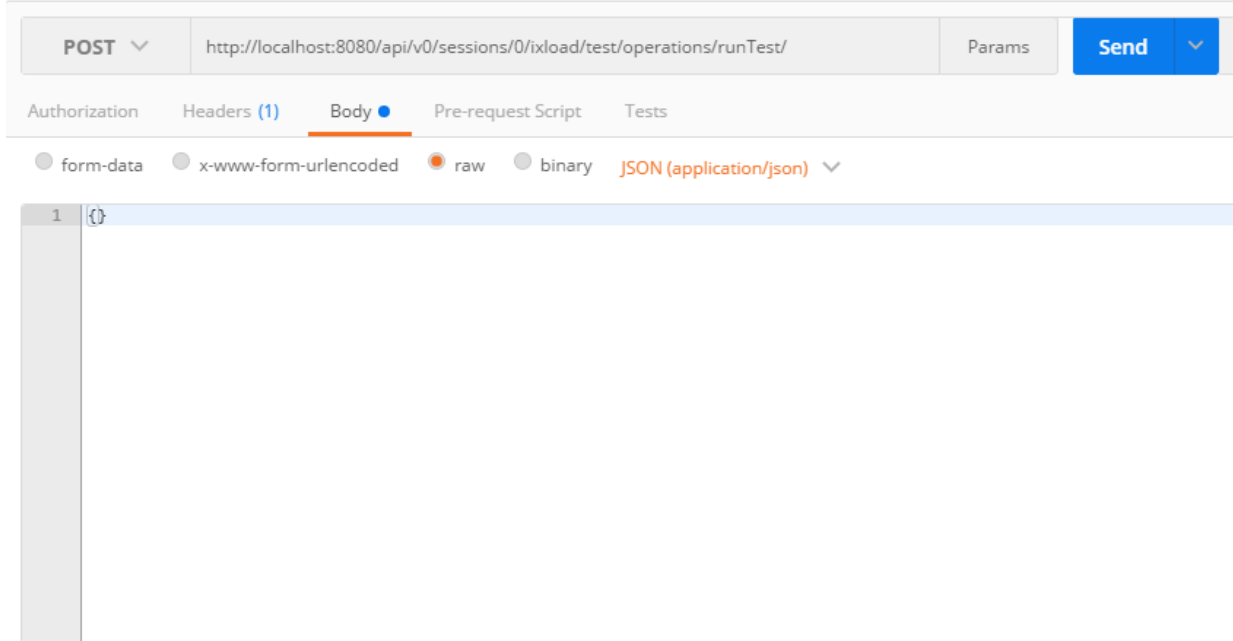 POST http://localhost:8080/api/v0/sessions/0/ixload/test/operations/runTest/ Params Send
Authorization Headers (1) Body Pre-request Script Tests
form-data x-www-form-urlencoded raw binary JSON (application/json)
1 {}